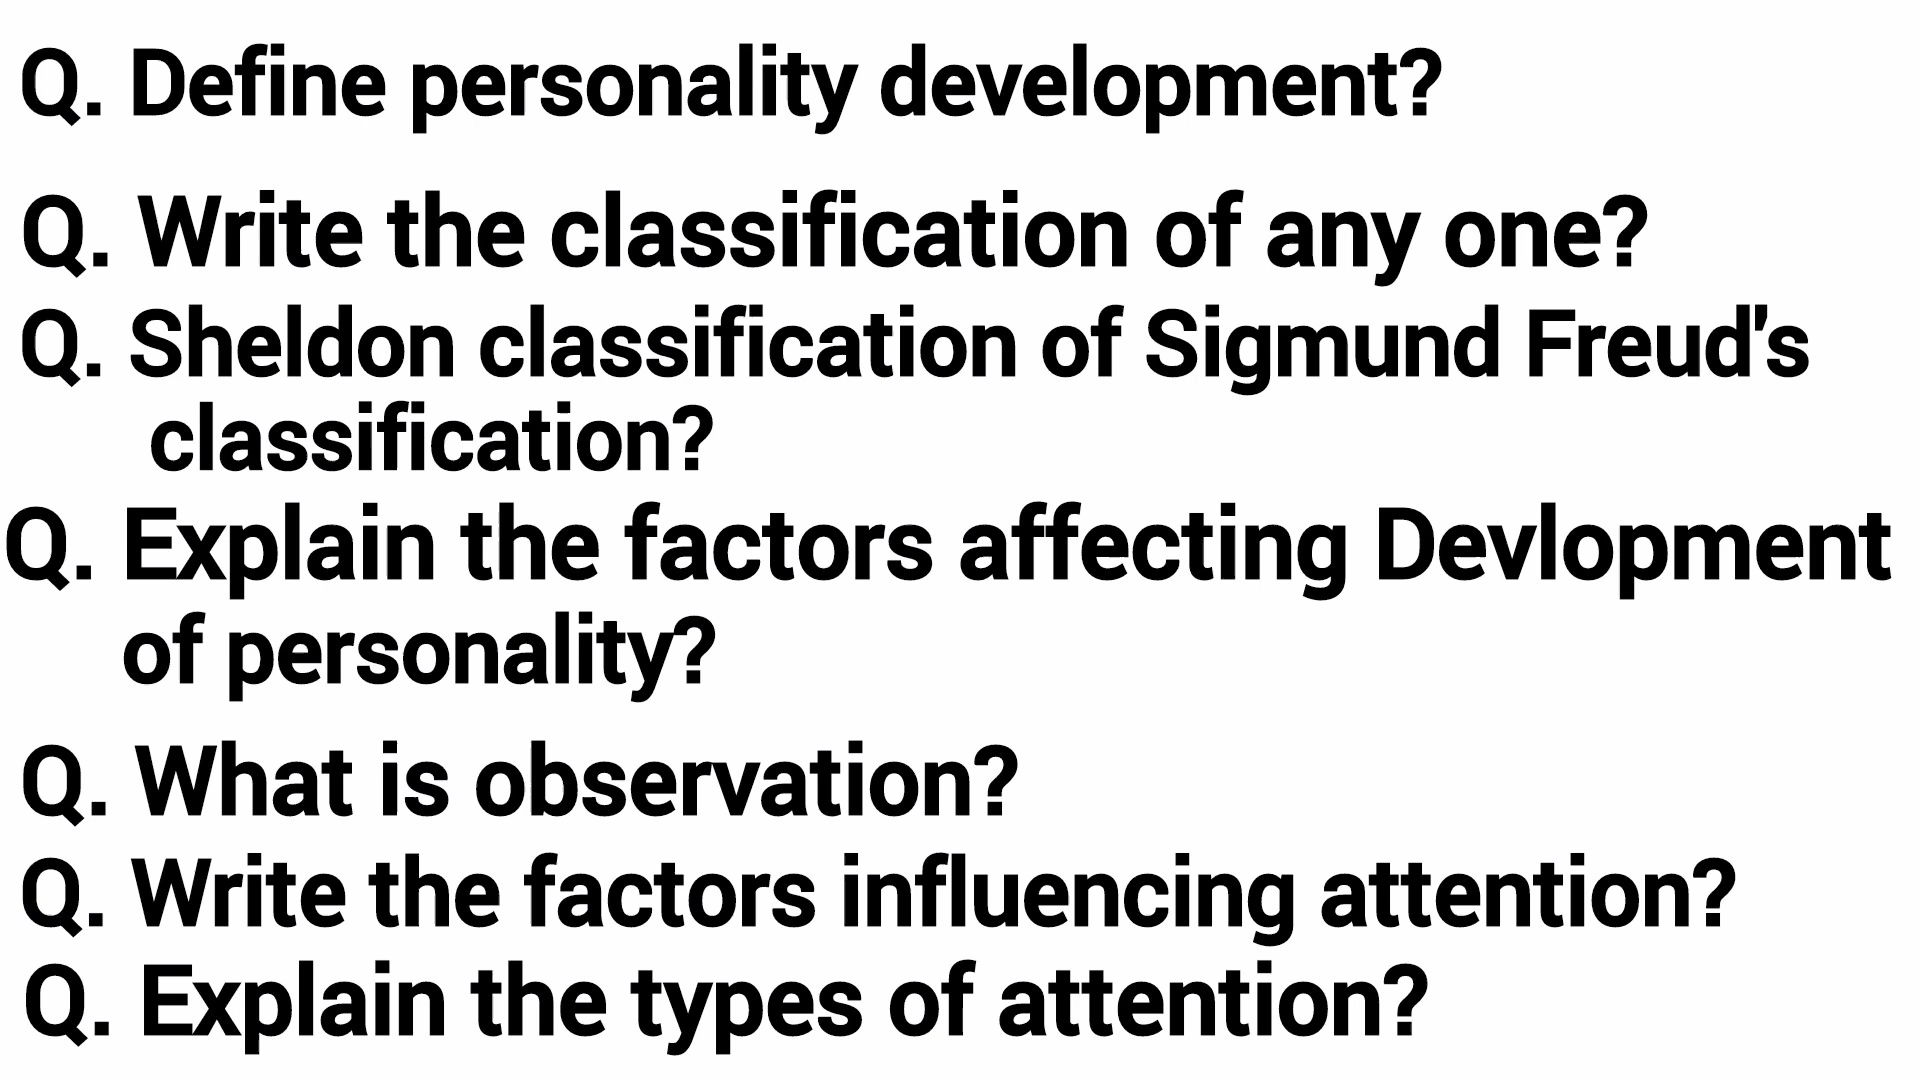 Q. Define personality development?
Q. Write the classification of any one?
Q. Sheldon classification of Sigmund Freud's
classification?
Q. Explain the factors affecting Devlopment
of personality?
Q. What is observation?
Q. Write the factors influencing attention?
Q. Explain the types of attention?